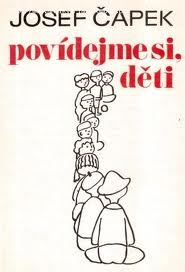 JOSEF ČAPEK
povídejme si,
děti